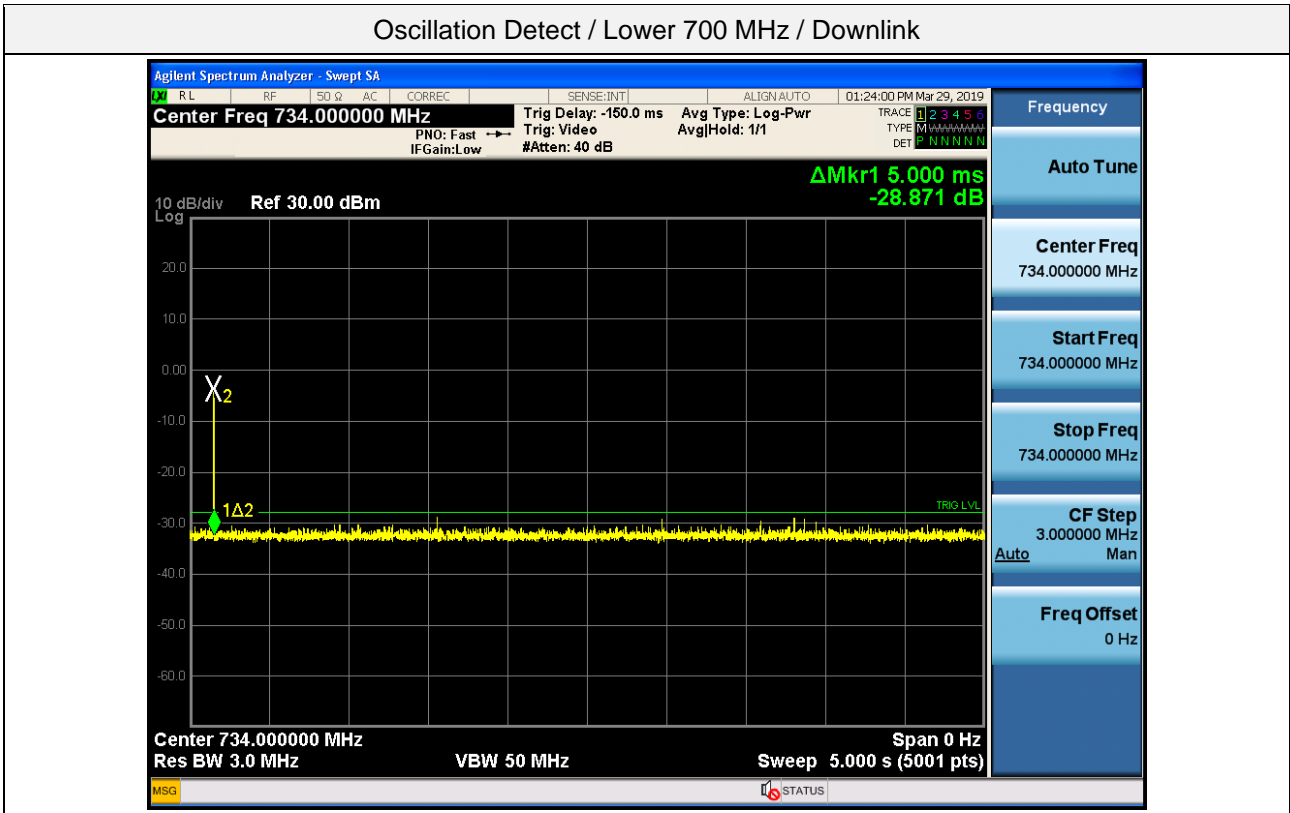 Oscillation Detect / Lower 700 MHz / Downlink
Agilent Spectrum Analyzer - Swept SA
LXI RL RF 50 Ω AC CORREC SENSE:INT ALIGN AUTO 01:24:00 PM Mar 29, 2019
Center Freq 734.000000 MHz
PNO: Fast
IFGain:Low
Trig Delay: -150.0 ms
Trig: Video
#Atten: 40 dB
Avg Type: Log-Pwr
Avg|Hold: 1/1
TRACE 1 2 3 4 5 6
TYPE M WWWWW
DET P N N N N N
ΔMkr1 5.000 ms
-28.871 dB
10 dB/div Ref 30.00 dBm
Log
20.0
10.0
0.00
X2
-10.0
-20.0
1Δ2
TRIG LVL
-30.0
-40.0
-50.0
-60.0
Center 734.000000 MHz Span 0 Hz
Res BW 3.0 MHz VBW 50 MHz Sweep 5.000 s (5001 pts)
MSG STATUS
Frequency
Auto Tune
Center Freq
734.000000 MHz
Start Freq
734.000000 MHz
Stop Freq
734.000000 MHz
CF Step
3.000000 MHz
Auto Man
Freq Offset
0 Hz